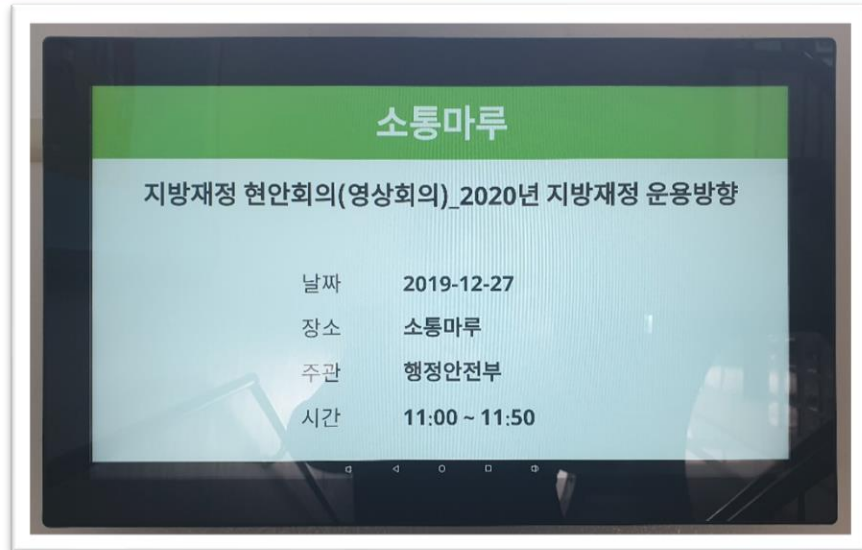 소통마루
지방재정 현안회의(영상회의)_2020년 지방재정 운용방향
날짜 2019-12-27
장소 소통마루
주관 행정안전부
시간 11:00 ~ 11:50